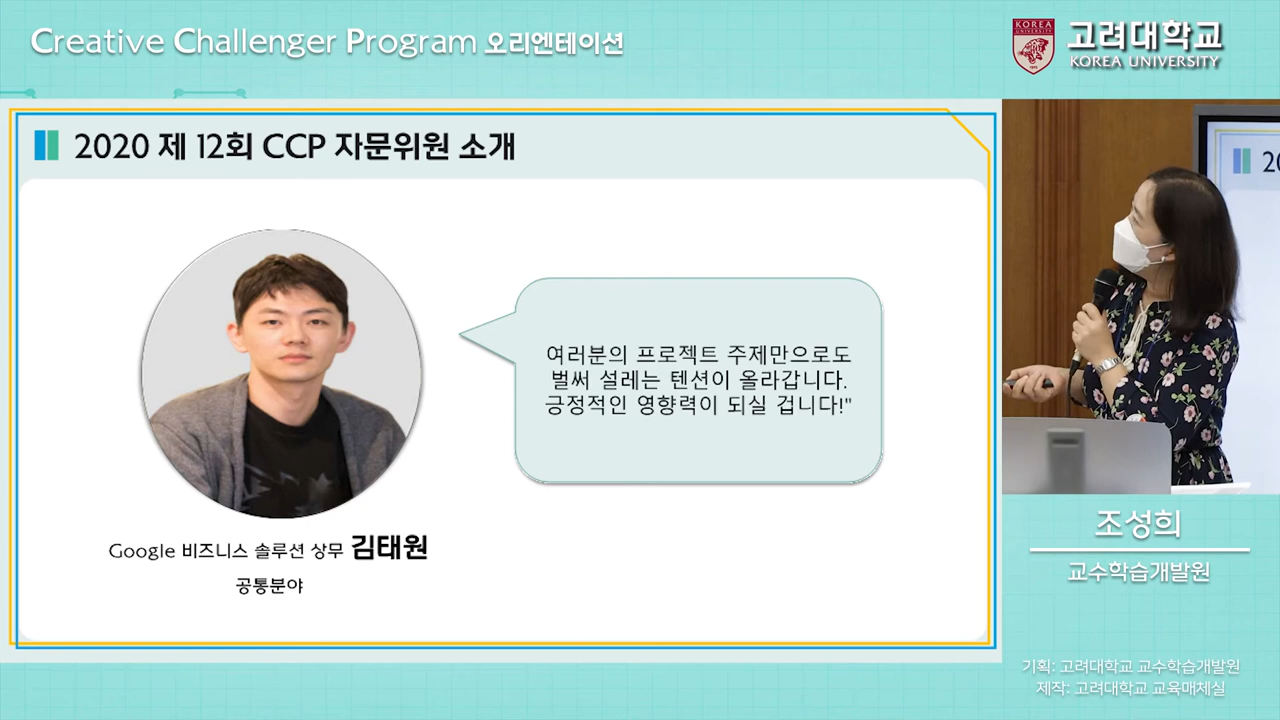 Creative Challenger Program 오리엔테이션
KOREA
UNIVERSITY
고려대학교
KOREA UNIVERSITY
2020 제 12회 CCP 자문위원 소개
여러분의 프로젝트 주제만으로도
벌써 설레는 텐션이 올라갑니다.
긍정적인 영향력이 되실 겁니다!"
Google 비즈니스 솔루션 상무 김태원
공통분야
20
조성희
교수학습개발원
기획: 고려대학교 교수학습개발원
제작: 고려대학교 교육매체실